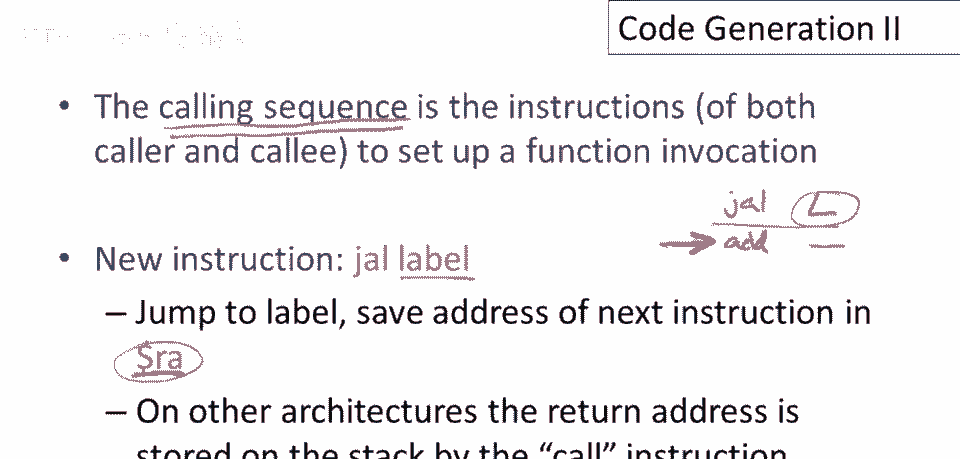 Code Generation II
• The calling sequence is the instructions (of both
caller and callee) to set up a function invocation
jal L
add
• New instruction: jal label
– Jump to label, save address of next instruction in
$ra
– On other architectures the return address is
stored on the stack by the “call” instruction